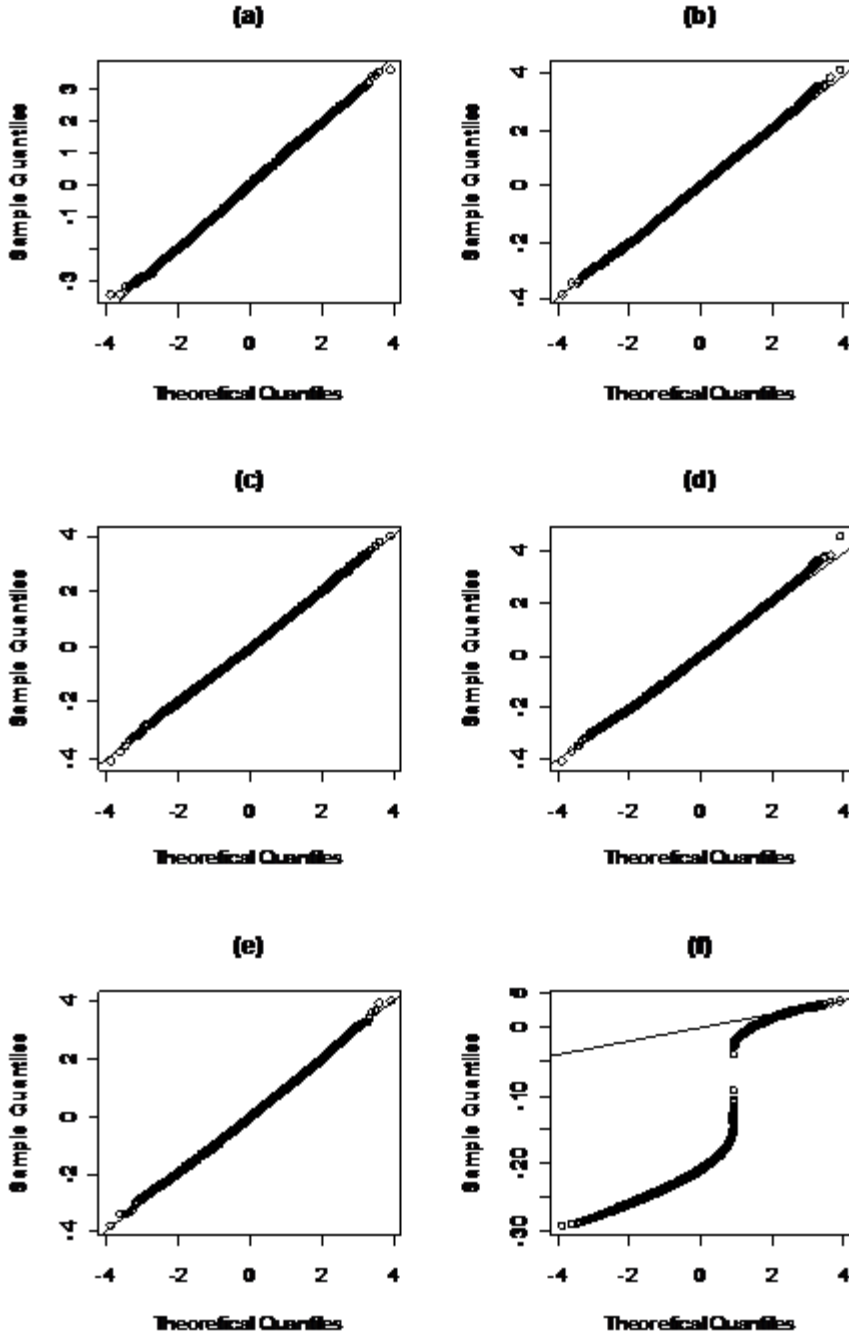 (a)
Sample Quantiles
3
2
1
0
-1
-3
-4 -2 0 2 4
Theoretical Quantiles
(b)
Sample Quantiles
4
2
0
-2
-4
-4 -2 0 2 4
Theoretical Quantiles
(c)
Sample Quantiles
4
2
0
-2
-4
-4 -2 0 2 4
Theoretical Quantiles
(d)
Sample Quantiles
4
2
0
-2
-4
-4 -2 0 2 4
Theoretical Quantiles
(e)
Sample Quantiles
4
2
0
-2
-4
-4 -2 0 2 4
Theoretical Quantiles
(f)
Sample Quantiles
0
-10
-20
-30
-4 -2 0 2 4
Theoretical Quantiles